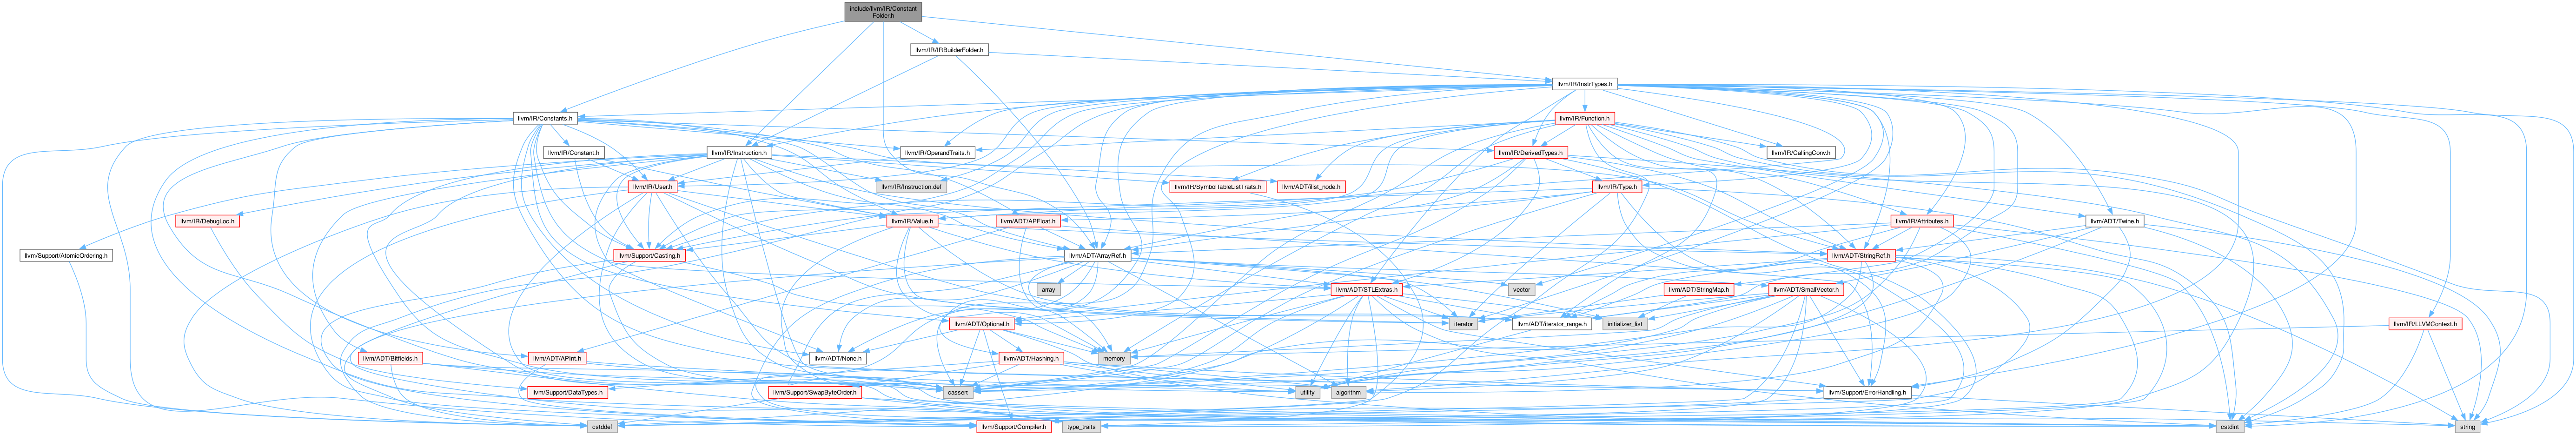 include/llvm/IR/Constant
Folder.h
llvm/IR/IRBuilderFolder.h
llvm/IR/InstrTypes.h
llvm/IR/Constants.h
llvm/IR/Function.h
llvm/IR/Constant.h
llvm/IR/Instruction.h
llvm/IR/OperandTraits.h
llvm/IR/DerivedTypes.h
llvm/IR/CallingConv.h
llvm/IR/User.h
llvm/IR/Instruction.def
llvm/IR/SymbolTableListTraits.h
llvm/ADT/ilist_node.h
llvm/IR/Type.h
llvm/IR/DebugLoc.h
llvm/IR/Value.h
llvm/ADT/APFloat.h
llvm/IR/Attributes.h
llvm/ADT/Twine.h
llvm/Support/AtomicOrdering.h
llvm/Support/Casting.h
llvm/ADT/ArrayRef.h
llvm/ADT/StringRef.h
array
llvm/ADT/STLExtras.h
vector
llvm/ADT/StringMap.h
llvm/ADT/SmallVector.h
llvm/ADT/Optional.h
iterator
llvm/ADT/iterator_range.h
initializer_list
llvm/IR/LLVMContext.h
llvm/ADT/Bitfields.h
llvm/ADT/APInt.h
llvm/ADT/None.h
llvm/ADT/Hashing.h
memory
llvm/Support/DataTypes.h
llvm/Support/SwapByteOrder.h
cassert
utility
algorithm
llvm/Support/ErrorHandling.h
cstddef
llvm/Support/Compiler.h
type_traits
cstdint
string